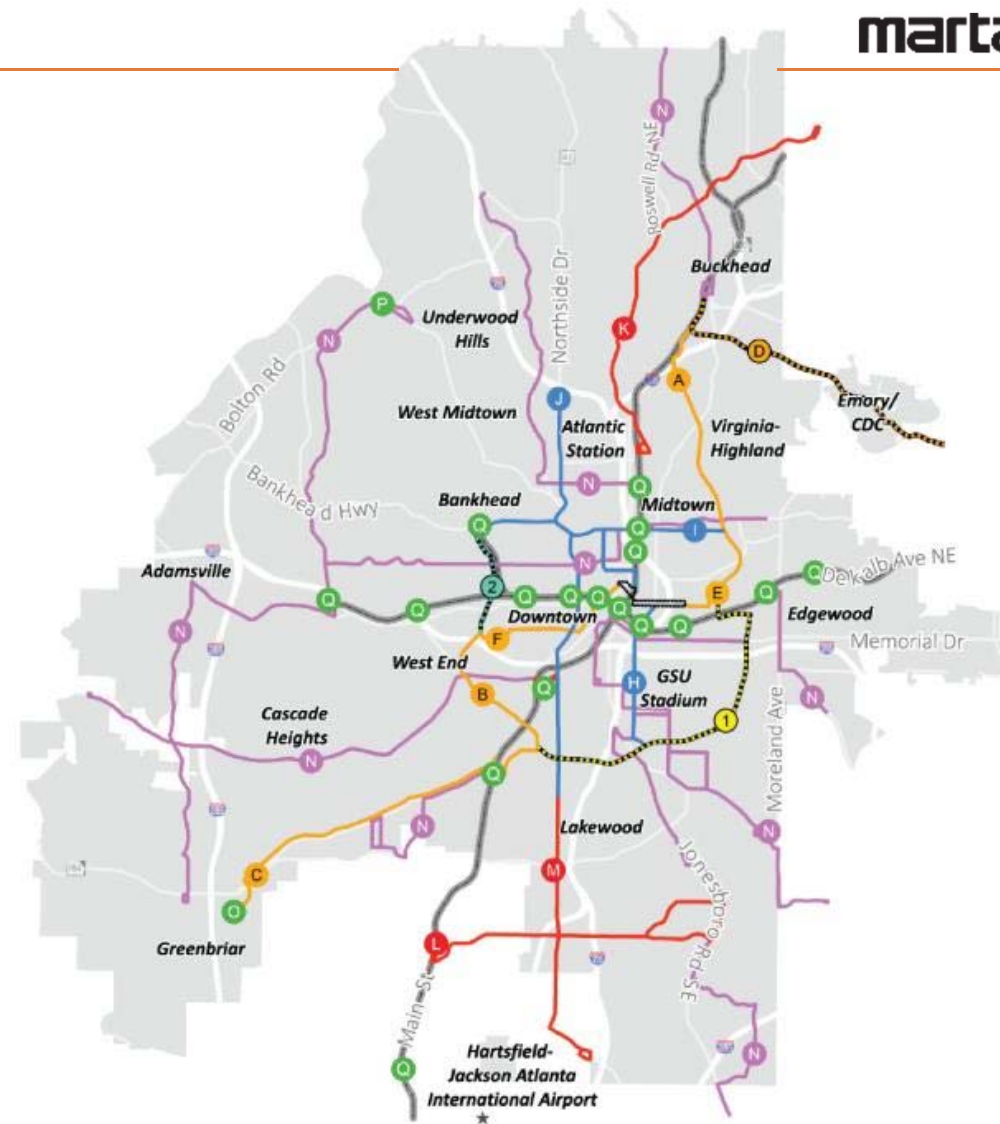 marta
N
Roswell Rd NE
Buckhead
P
Underwood
Hills
N
Northside Dr
K
D
A
Bolton Rd
West Midtown
J
Atlantic
Station
Virginia-
Highland
Emory/
CDC
Bankhead Hwy
Bankhead
Q
N
Q
Midtown
Q
I
Q
Adamsville
N
2
Q
Dekalb Ave NE
Q
Q
Q
Q
Q
Q
E
Q
Edgewood
Downtown
Q
Q
N
F
Memorial Dr
West End
B
Q
H
GSU
Stadium
N
Cascade
Heights
N
1
Moreland Ave
Q
N
Lakewood
N
Jonesboro Rd SE
C
M
O
Greenbriar
L
Main St
N
Q
Hartsfield-
Jackson Atlanta
International Airport